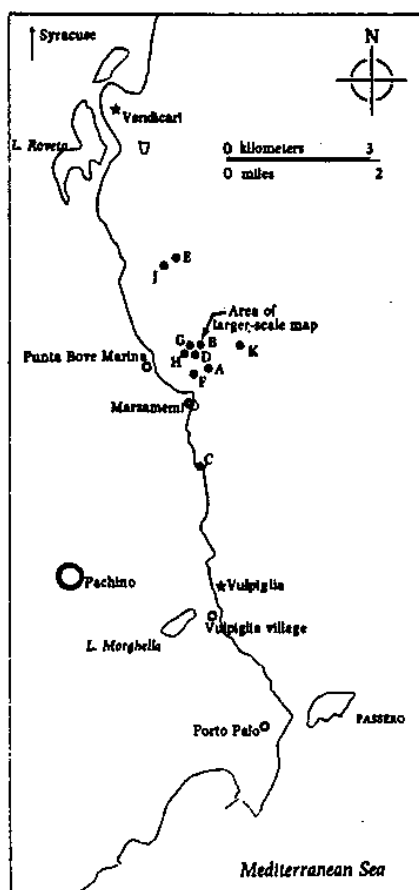 Syracuse
N
Vendicari
L. Roveto
0 kilometers 3
0 miles 2
E
J
Area of
larger-scale map
G B
H D K
Punta Bove Marina
A
F
Marzamemi
C
Pachino
Vulpiglia
Vulpiglia village
L. Morghella
PASSERO
Porto Palo
Mediterranean Sea